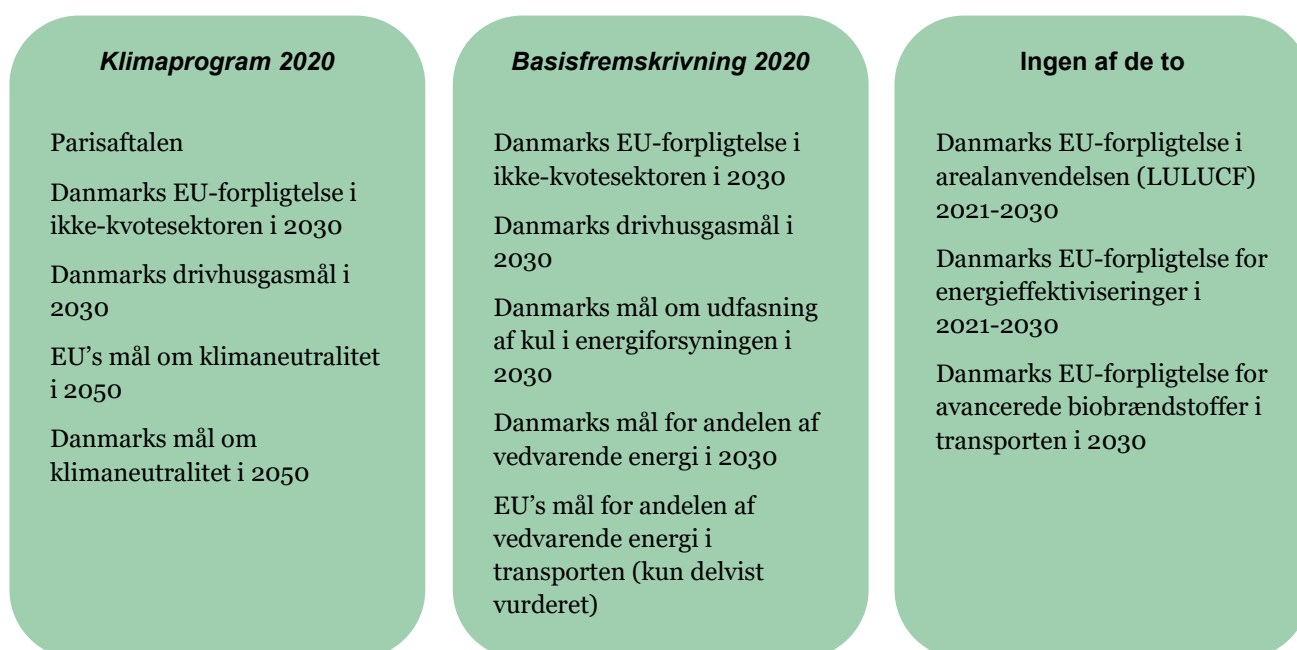 Klimaprogram 2020
Parisaftalen
Danmarks EU-forpligtelse i
ikke-kvotesektoren i 2030
Danmarks drivhusgasmål i
2030
EU’s mål om klimaneutralitet
i 2050
Danmarks mål om
klimaneutralitet i 2050
Basisfremskrivning 2020
Danmarks EU-forpligtelse i
ikke-kvotesektoren i 2030
Danmarks drivhusgasmål i
2030
Danmarks mål om udfasning
af kul i energiforsyningen i
2030
Danmarks mål for andelen af
vedvarende energi i 2030
EU’s mål for andelen af
vedvarende energi i
transporten (kun delvist
vurderet)
Ingen af de to
Danmarks EU-forpligtelse i
arealanvendelsen (LULUCF)
2021-2030
Danmarks EU-forpligtelse for
energieffektiviseringer i
2021-2030
Danmarks EU-forpligtelse for
avancerede biobrændstoffer i
transporten i 2030